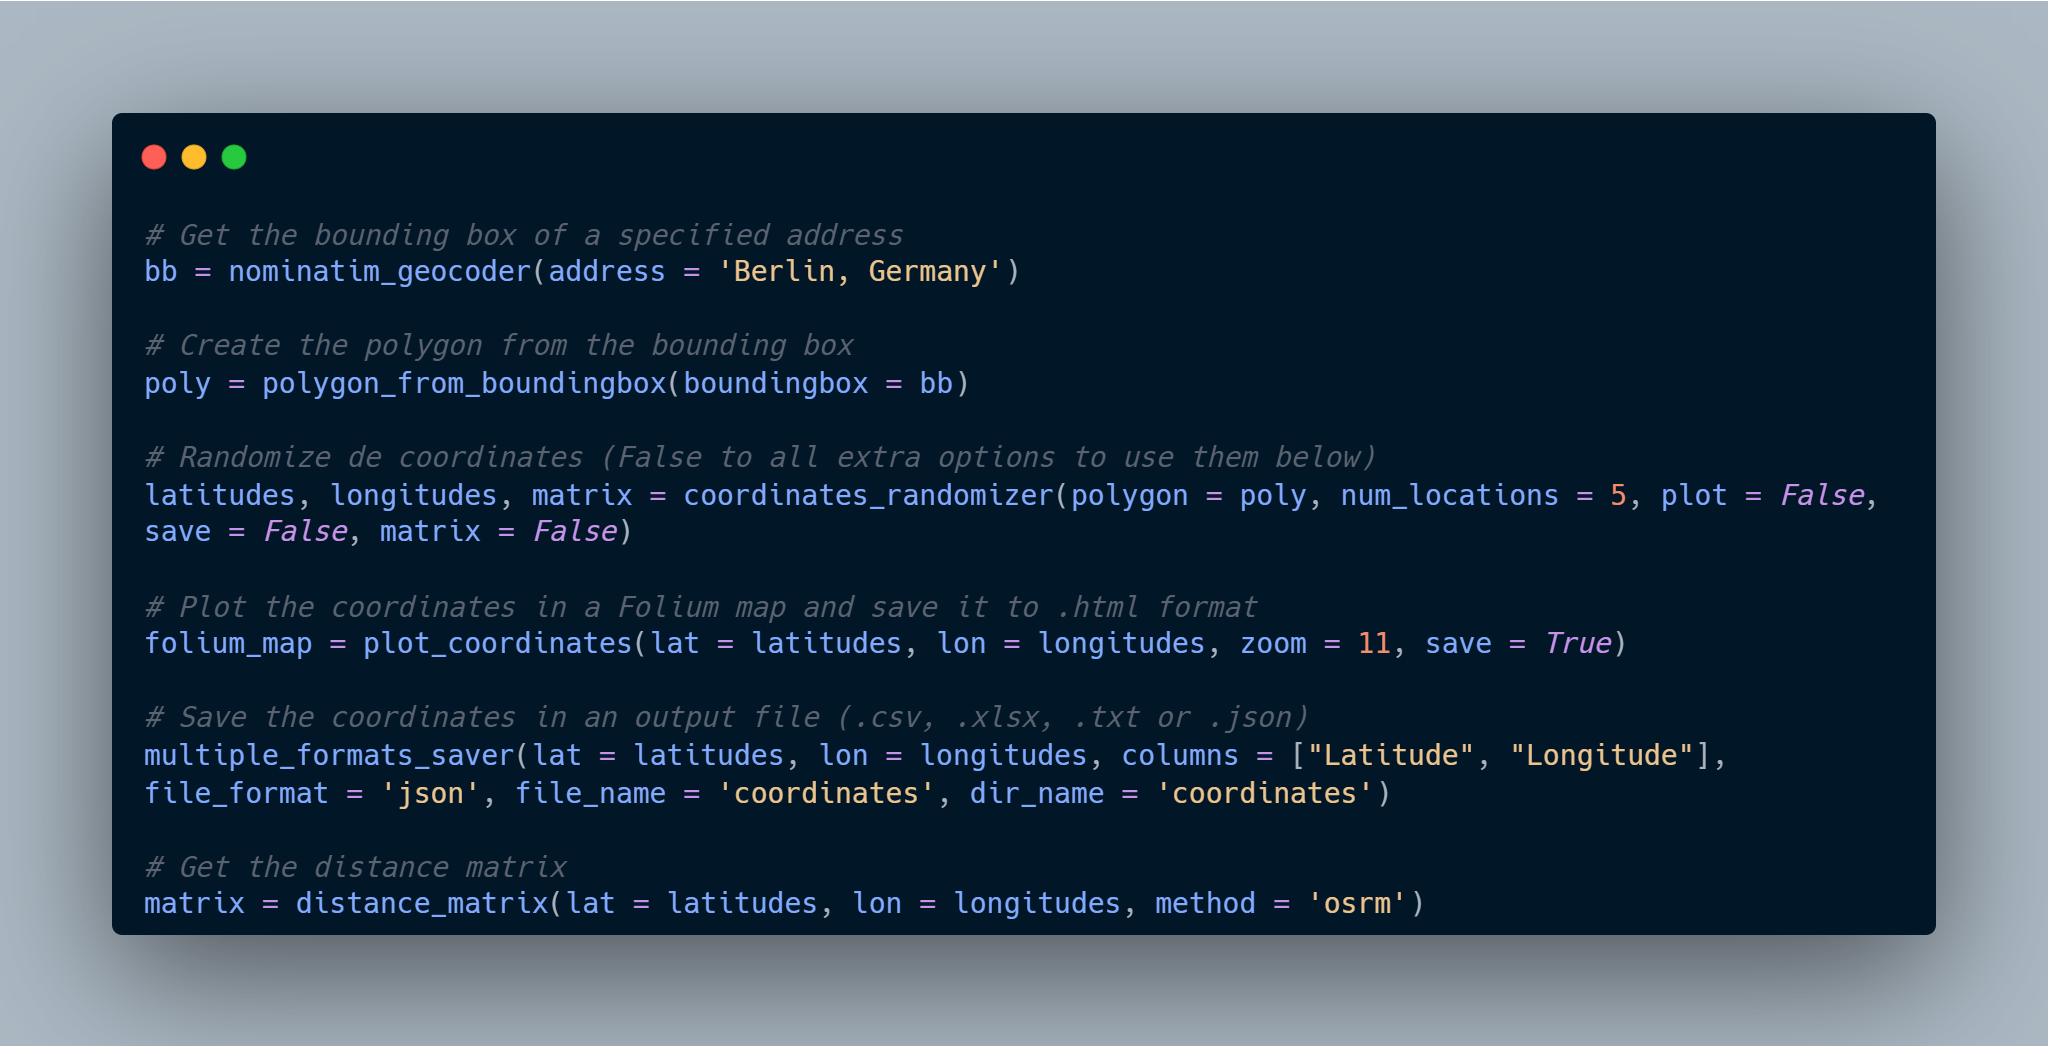 # Get the bounding box of a specified address
bb = nominatim_geocoder(address = 'Berlin, Germany')
# Create the polygon from the bounding box
poly = polygon_from_boundingbox(boundingbox = bb)
# Randomize de coordinates (False to all extra options to use them below)
latitudes, longitudes, matrix = coordinates_randomizer(polygon = poly, num_locations = 5, plot = False,
save = False, matrix = False)
# Plot the coordinates in a Folium map and save it to .html format
folium_map = plot_coordinates(lat = latitudes, lon = longitudes, zoom = 11, save = True)
# Save the coordinates in an output file (.csv, .xlsx, .txt or .json)
multiple_formats_saver(lat = latitudes, lon = longitudes, columns = ["Latitude", "Longitude"],
file_format = 'json', file_name = 'coordinates', dir_name = 'coordinates')
# Get the distance matrix
matrix = distance_matrix(lat = latitudes, lon = longitudes, method = 'osrm')